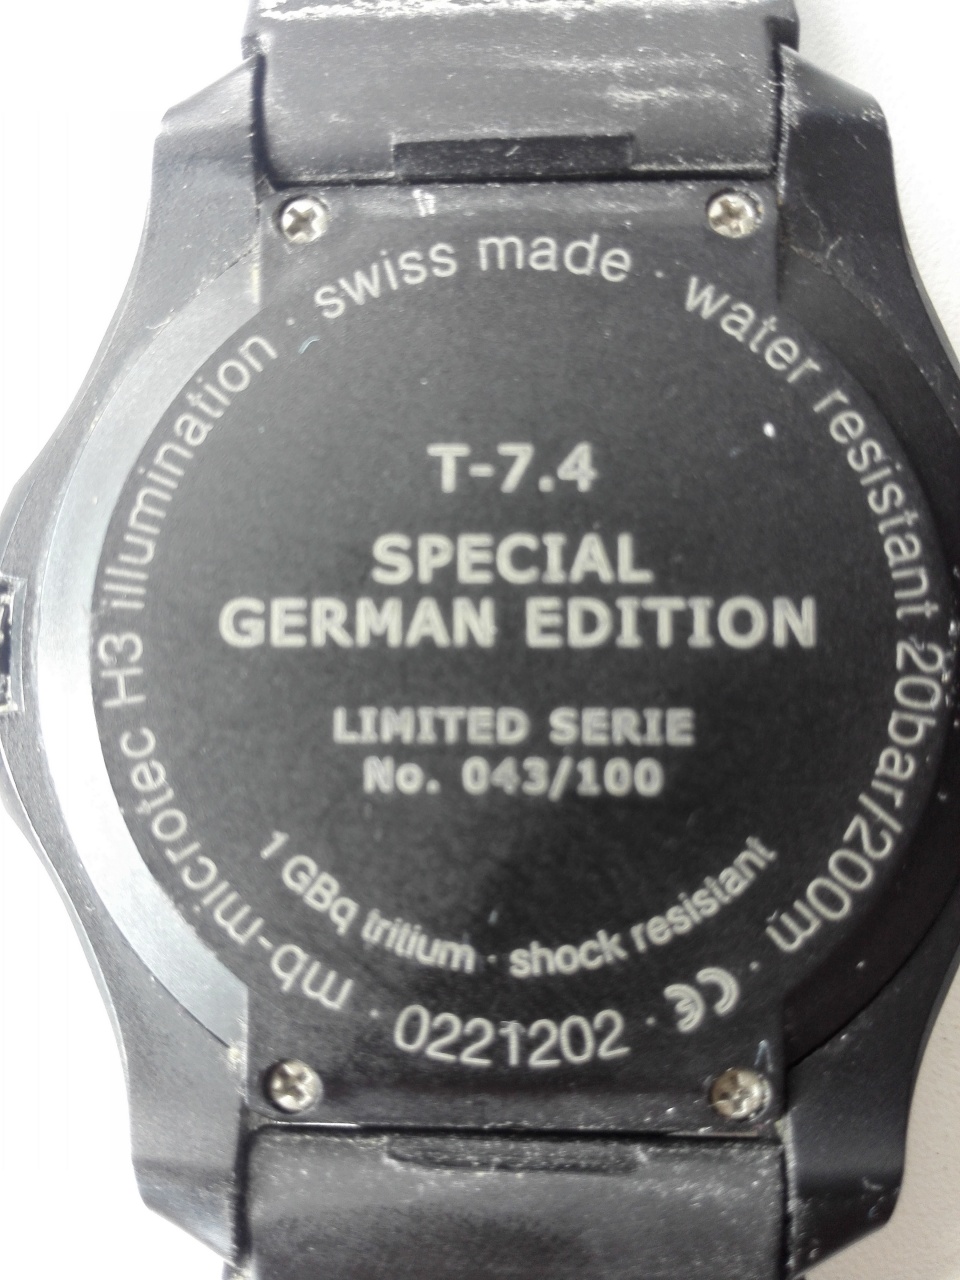 swiss made · water resistant 20bar/200m · CE · 0221202 · mb-microtec H3 illumination ·
T-7.4
SPECIAL
GERMAN EDITION
LIMITED SERIE
No. 043/100
1 GBq tritium · shock resistant